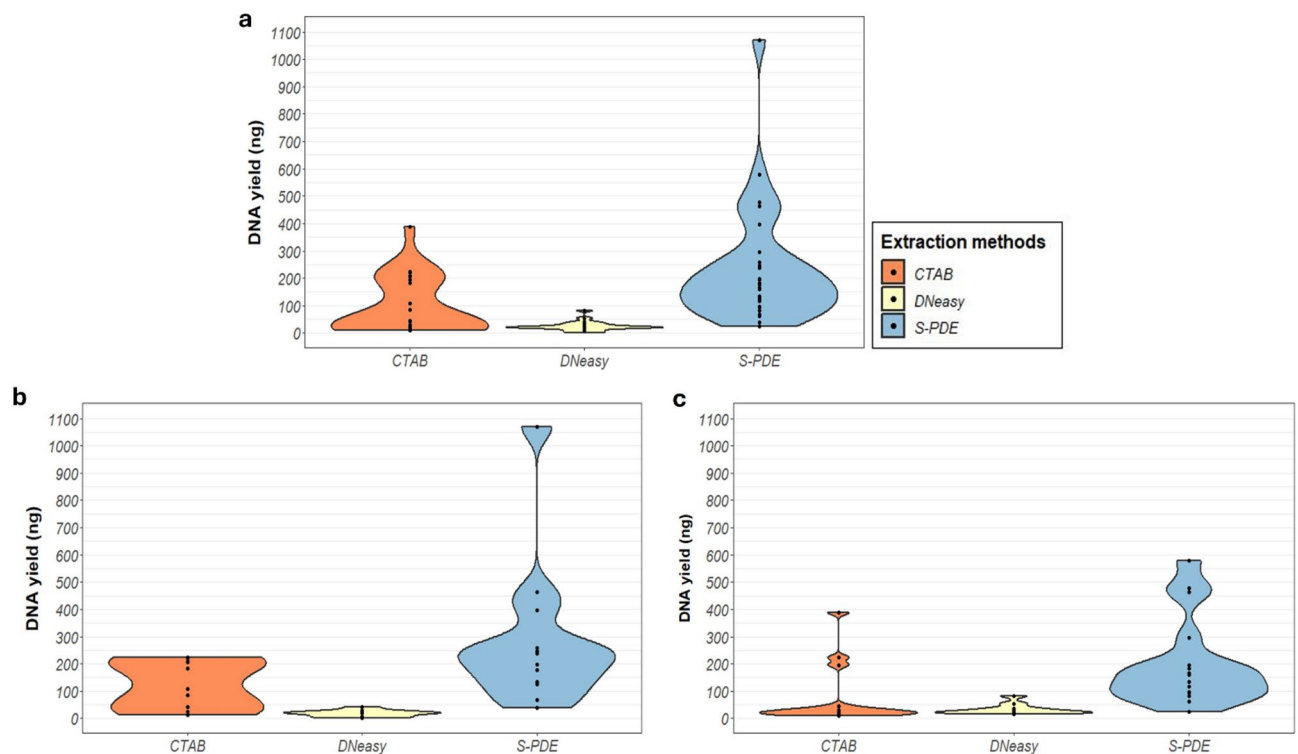 a
DNA yield (ng)
1100
1000
900
800
700
600
500
400
300
200
100
0
CTAB DNeasy S-PDE
Extraction methods
CTAB
DNeasy
S-PDE
b
DNA yield (ng)
1100
1000
900
800
700
600
500
400
300
200
100
0
CTAB DNeasy S-PDE
c
DNA yield (ng)
1100
1000
900
800
700
600
500
400
300
200
100
0
CTAB DNeasy S-PDE